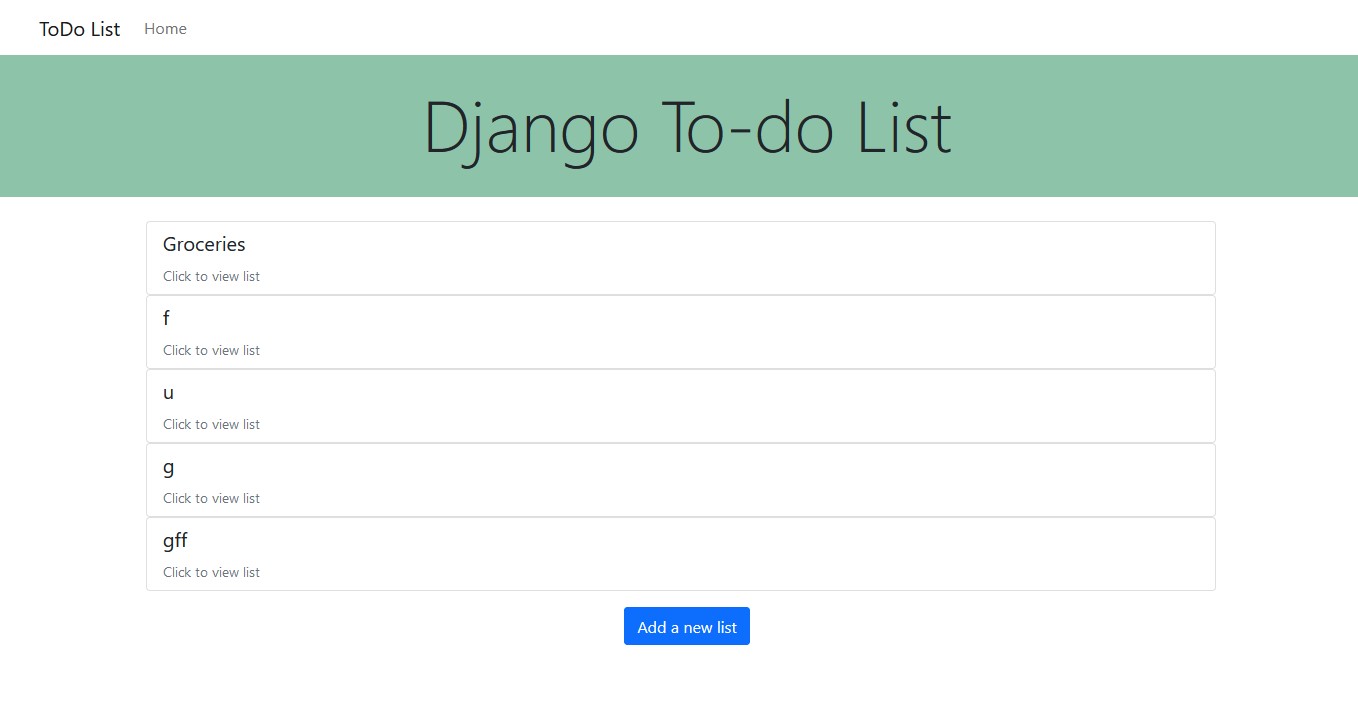 ToDo List Home
Django To-do List
Groceries
Click to view list
f
Click to view list
u
Click to view list
g
Click to view list
gff
Click to view list
Add a new list